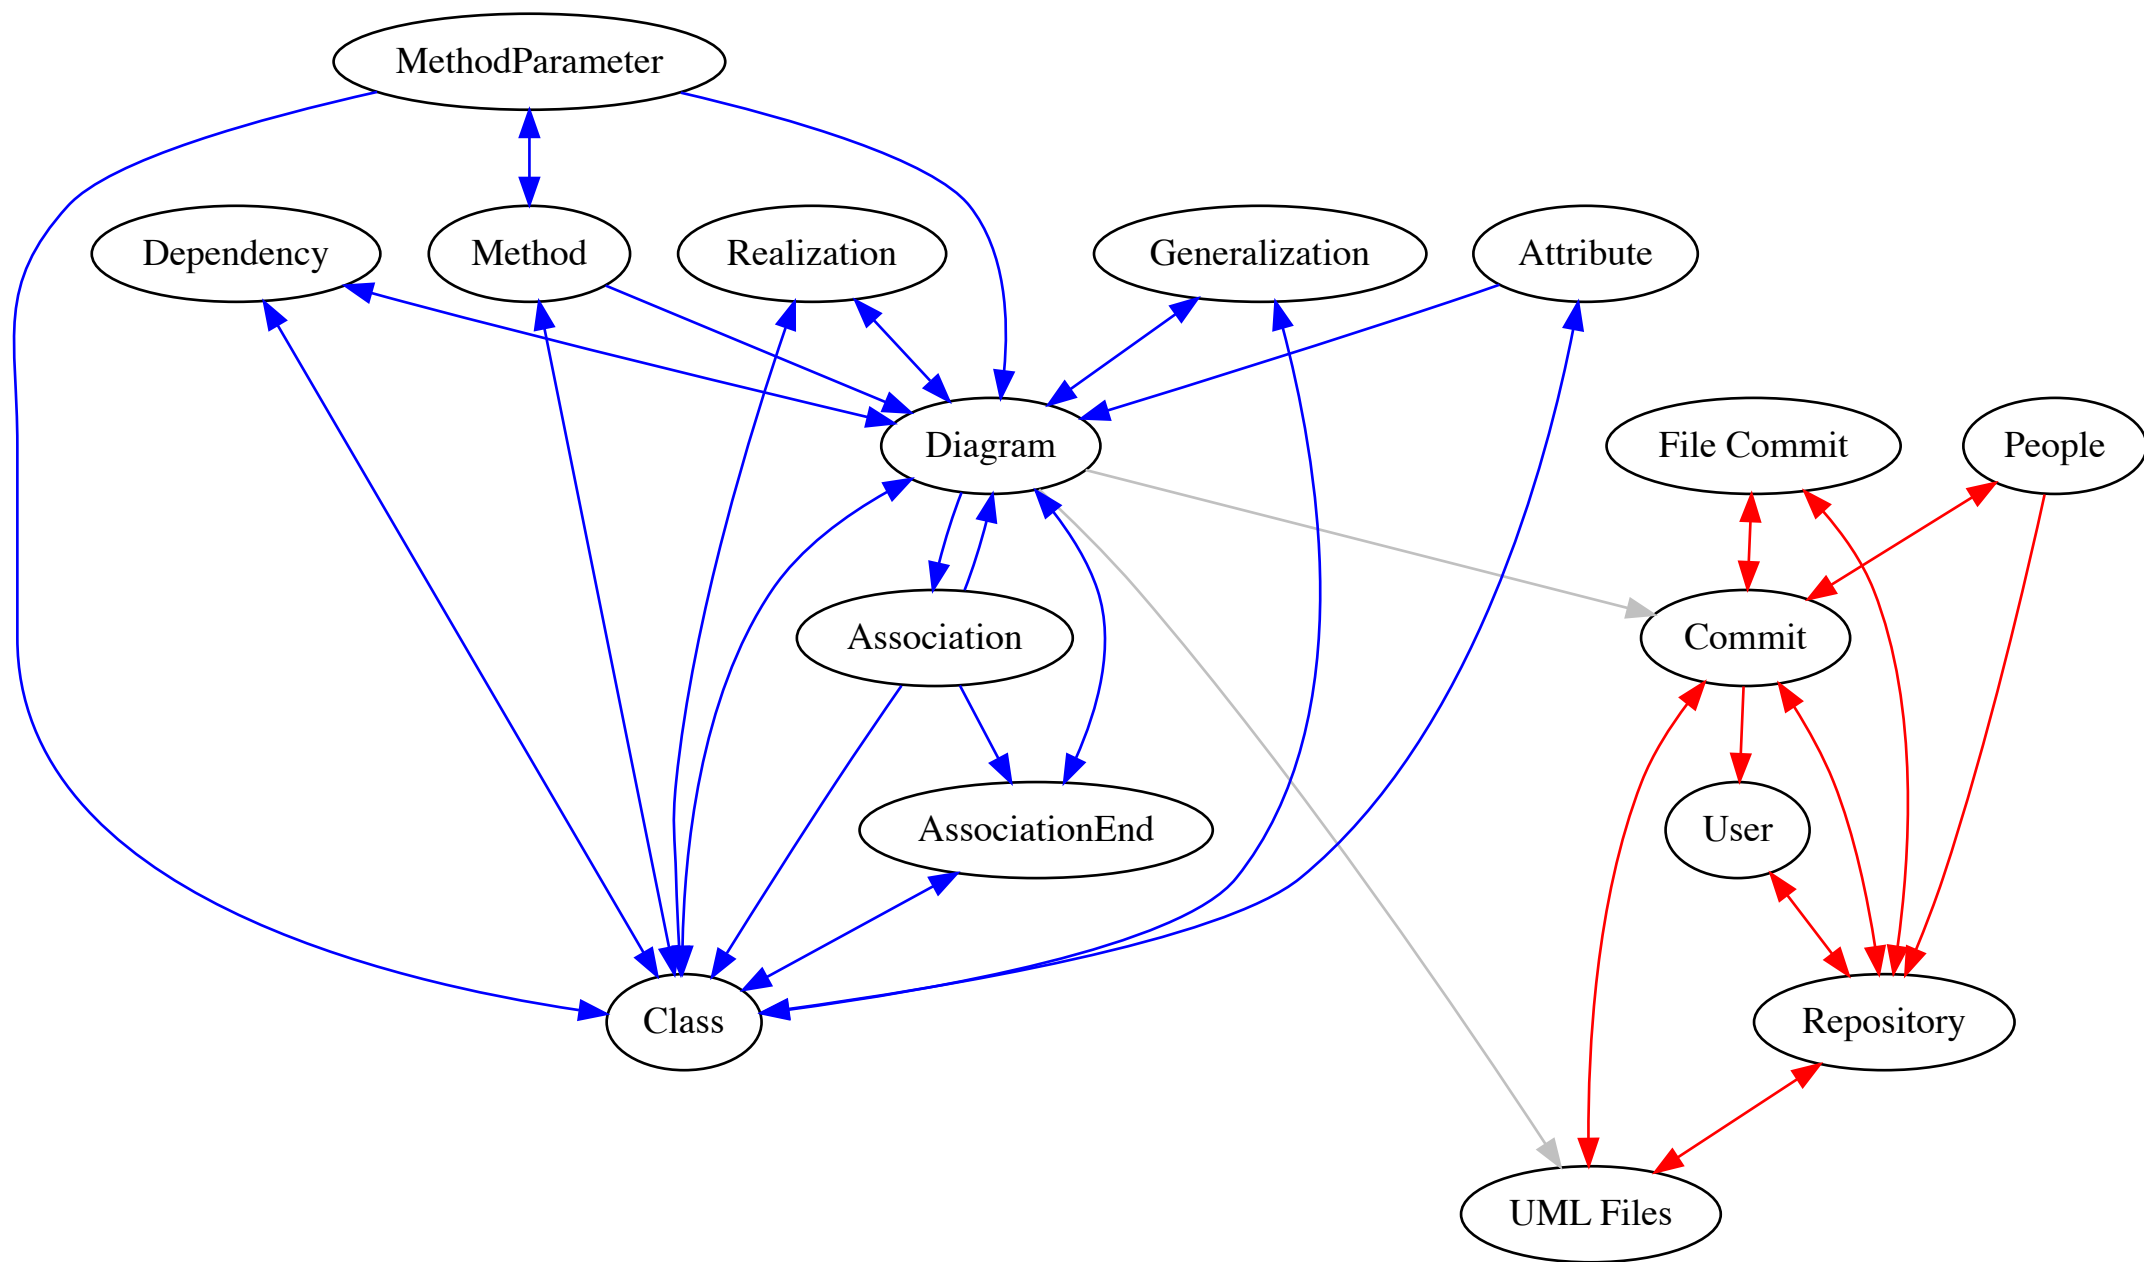 MethodParameter
Dependency
Method
Realization
Generalization
Attribute
Diagram
File Commit
People
Association
Commit
AssociationEnd
User
Class
Repository
UML Files